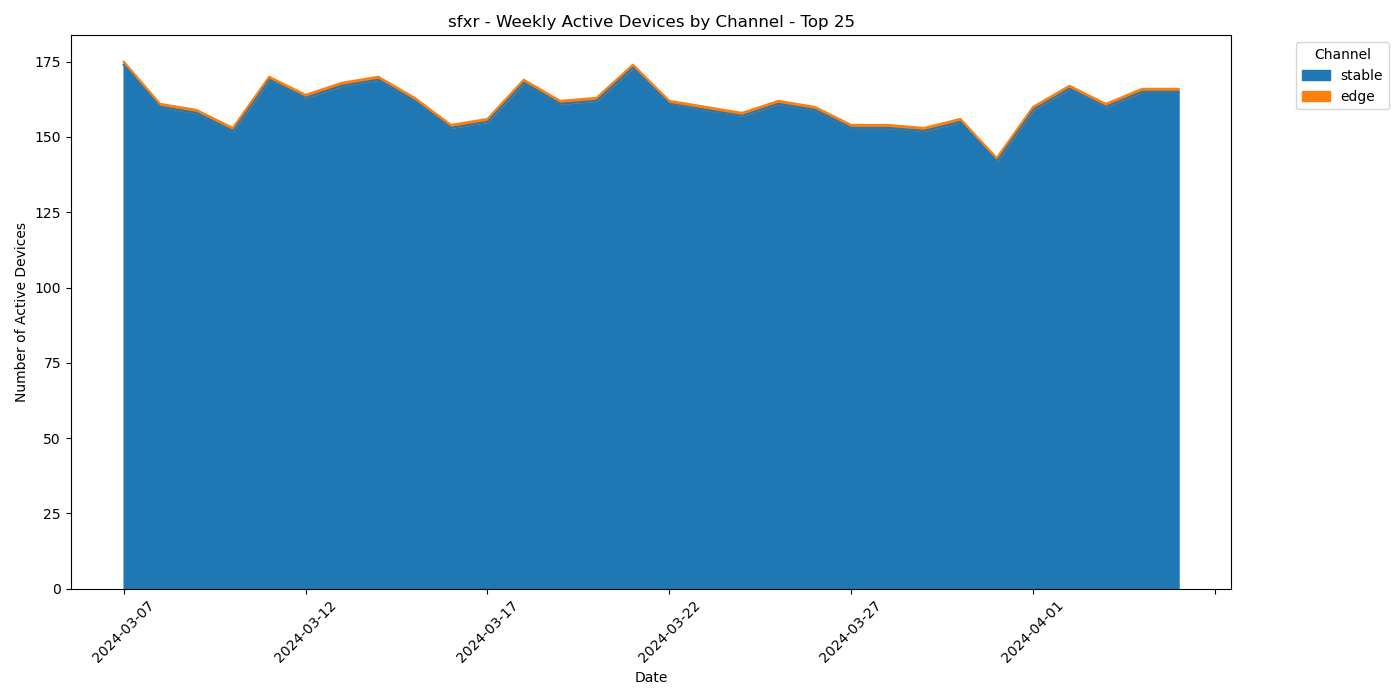 sfxr - Weekly Active Devices by Channel - Top 25
Channel
stable
edge
Number of Active Devices
175
150
125
100
75
50
25
0
2024-03-07
2024-03-12
2024-03-17
2024-03-22
2024-03-27
2024-04-01
Date